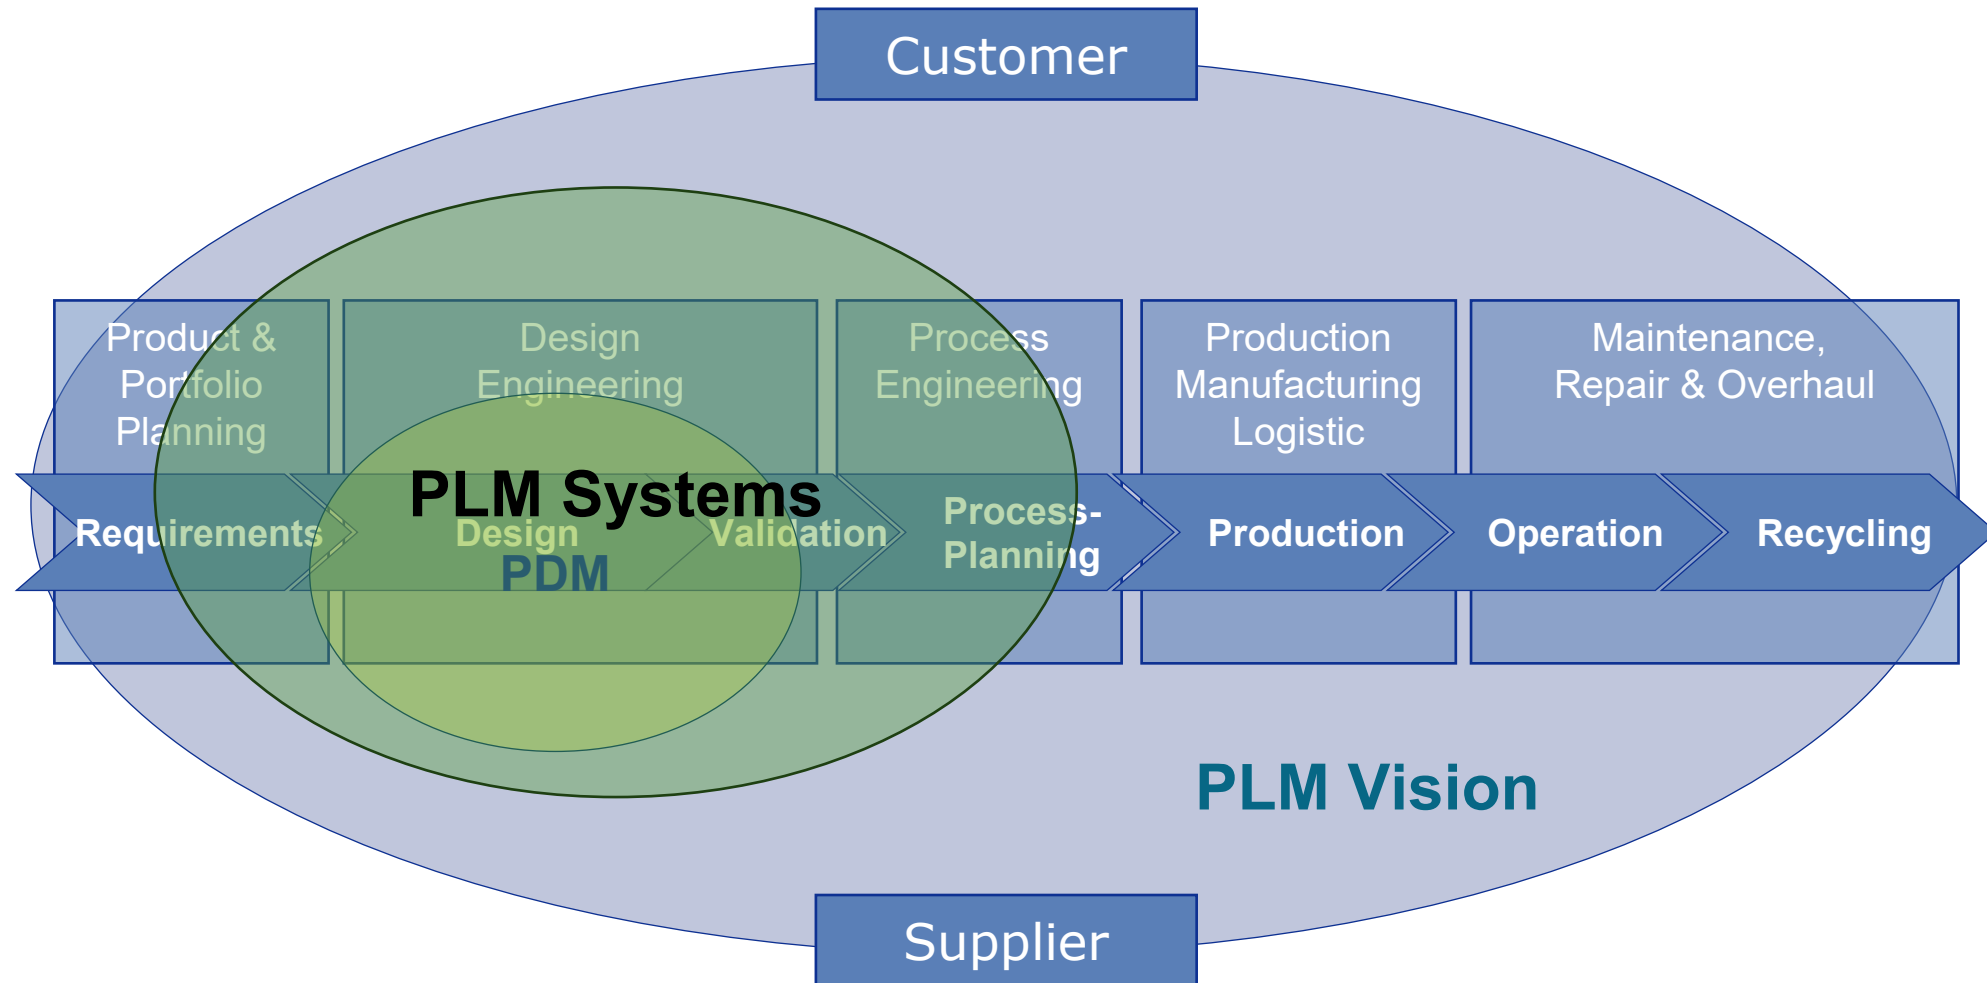 Customer
Product &
Portfolio
Planning
Design
Engineering
Process
Engineering
Production
Manufacturing
Logistic
Maintenance,
Repair & Overhaul
PLM Systems
Requirements
Design
Validation
Process-
Planning
Production
Operation
Recycling
PDM
PLM Vision
Supplier